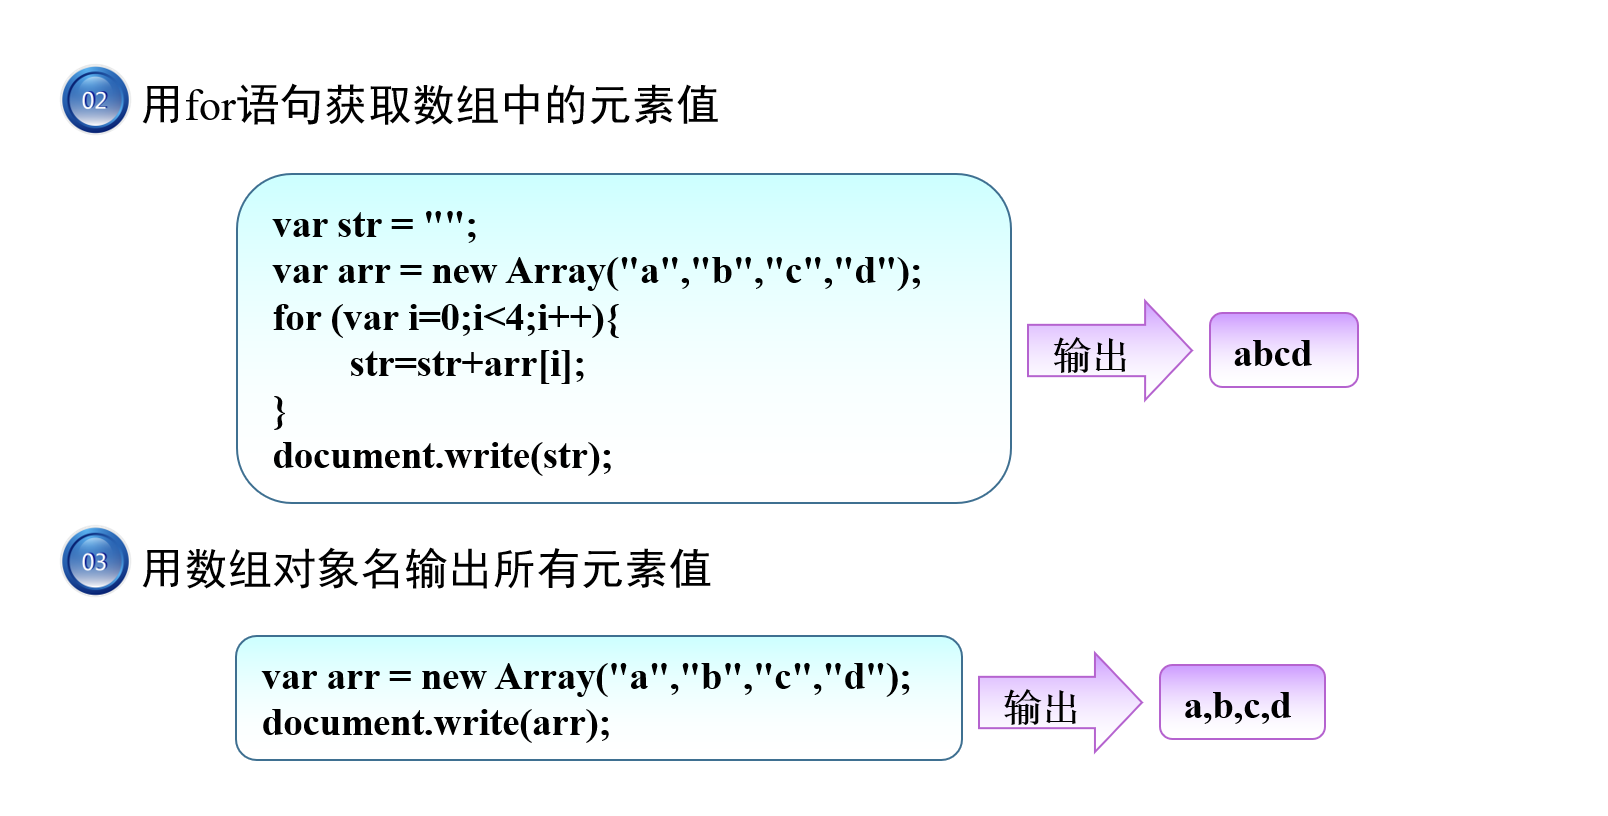 02 用for语句获取数组中的元素值
var str = "";
var arr = new Array("a","b","c","d");
for (var i=0;i<4;i++){
str=str+arr[i];
}
document.write(str);
输出
abcd
03 用数组对象名输出所有元素值
var arr = new Array("a","b","c","d");
document.write(arr);
输出
a,b,c,d